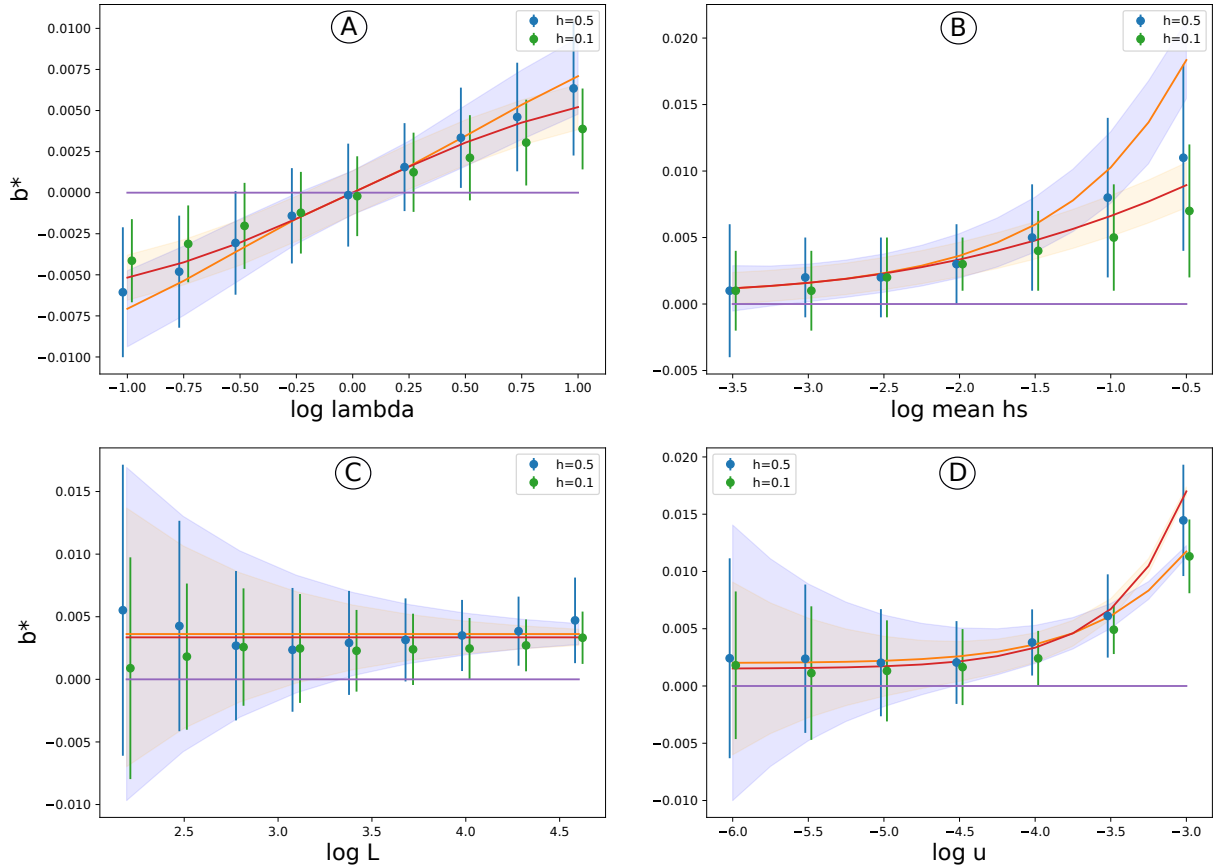 A
h=0.5
h=0.1
0.0100
0.0075
0.0050
0.0025
0.0000
−0.0025
−0.0050
−0.0075
−0.0100
b*
−1.00 −0.75 −0.50 −0.25 0.00 0.25 0.50 0.75 1.00
log lambda
B
h=0.5
h=0.1
0.020
0.015
0.010
0.005
0.000
−0.005
−3.5 −3.0 −2.5 −2.0 −1.5 −1.0 −0.5
log mean hs
C
h=0.5
h=0.1
0.015
0.010
0.005
0.000
−0.005
−0.010
b*
2.5 3.0 3.5 4.0 4.5
log L
D
h=0.5
h=0.1
0.020
0.015
0.010
0.005
0.000
−0.005
−0.010
−6.0 −5.5 −5.0 −4.5 −4.0 −3.5 −3.0
log u